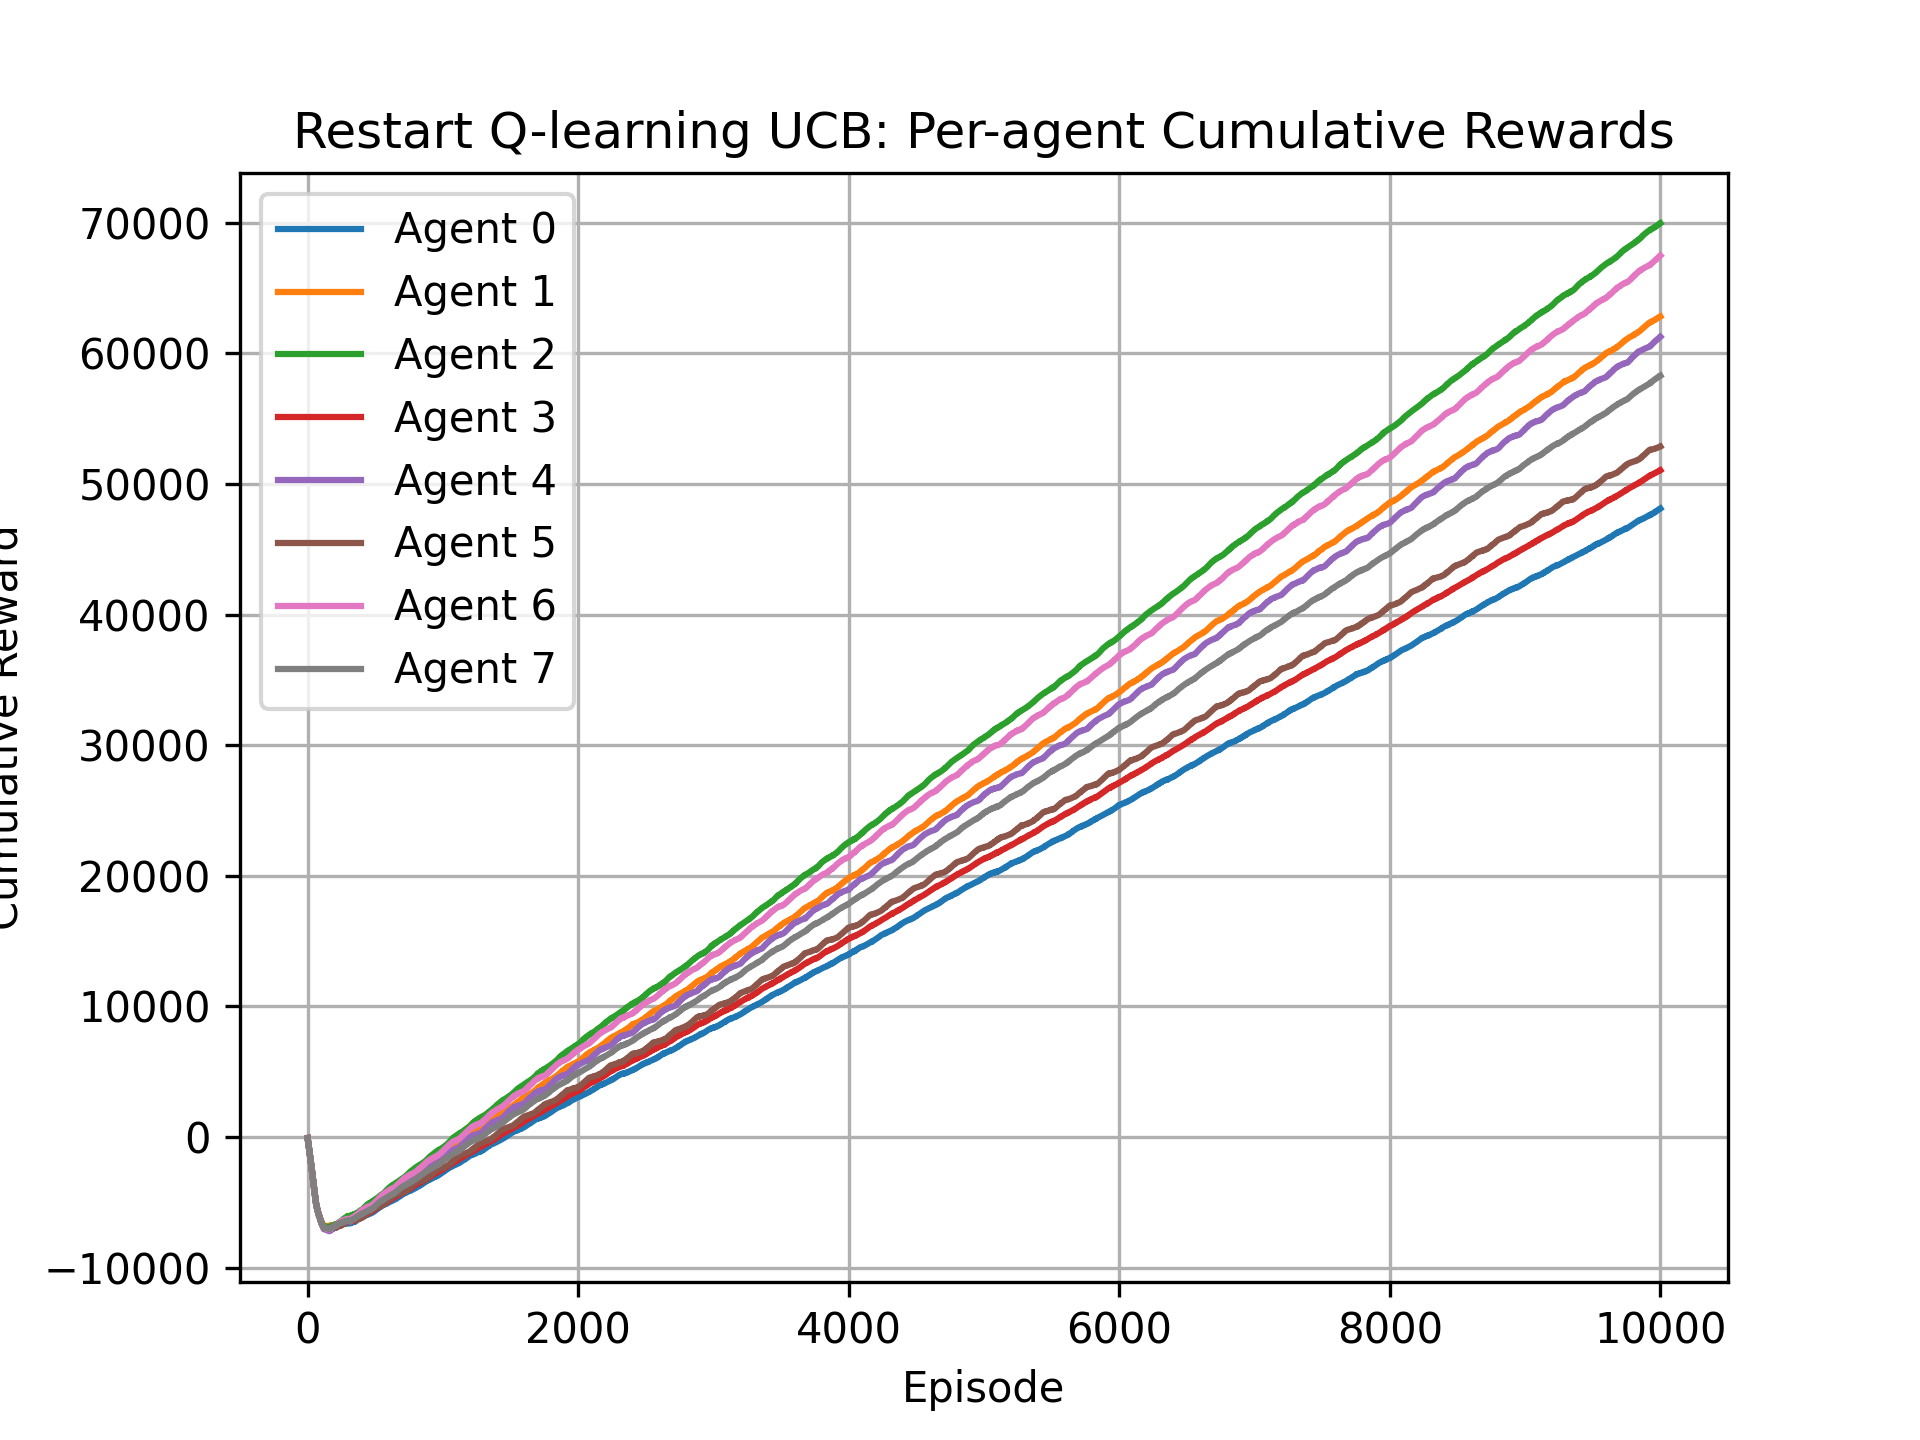 Restart Q-learning UCB: Per-agent Cumulative Rewards
70000
60000
50000
40000
30000
20000
10000
0
−10000
Cumulative Reward
Agent 0
Agent 1
Agent 2
Agent 3
Agent 4
Agent 5
Agent 6
Agent 7
0 2000 4000 6000 8000 10000
Episode